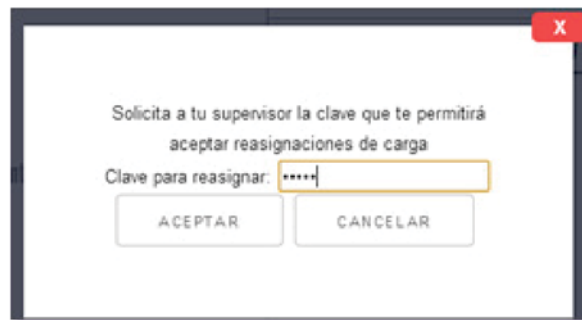 X
Solicita a tu supervisor la clave que te permitirá
aceptar reasignaciones de carga
Clave para reasignar: •••••
ACEPTAR CANCELAR